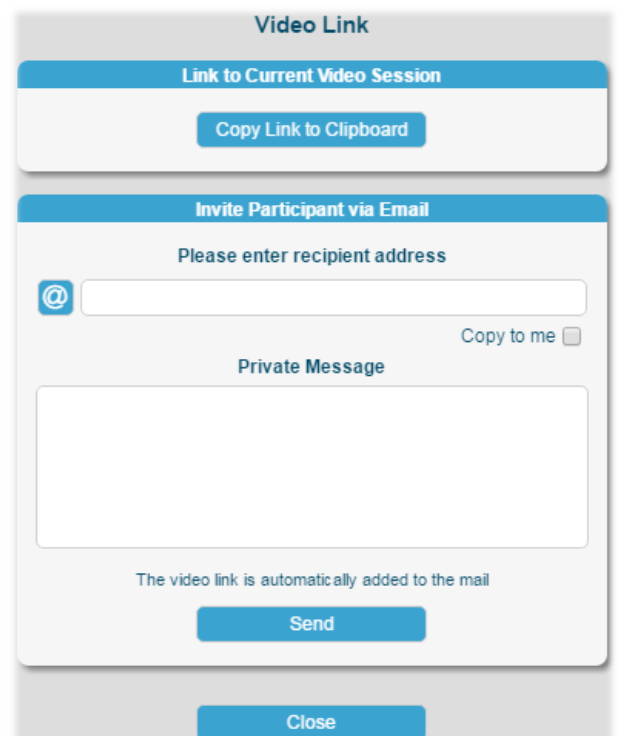 Video Link
Link to Current Video Session
Copy Link to Clipboard
Invite Participant via Email
Please enter recipient address
@
Copy to me
Private Message
The video link is automatically added to the mail
Send
Close